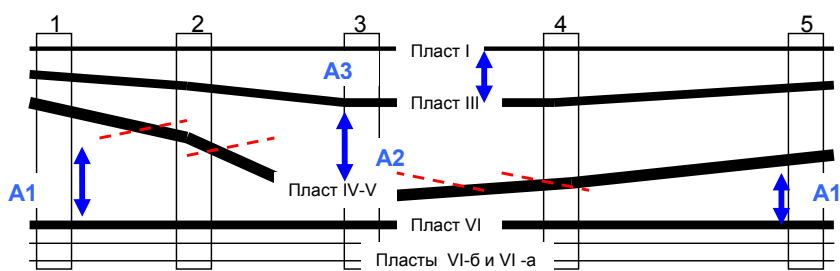 1 2 3 4 5
Пласт I
А3
Пласт III
А2
Пласт IV-V
А1 А1
Пласт VI
Пласты VI-б и VI -а